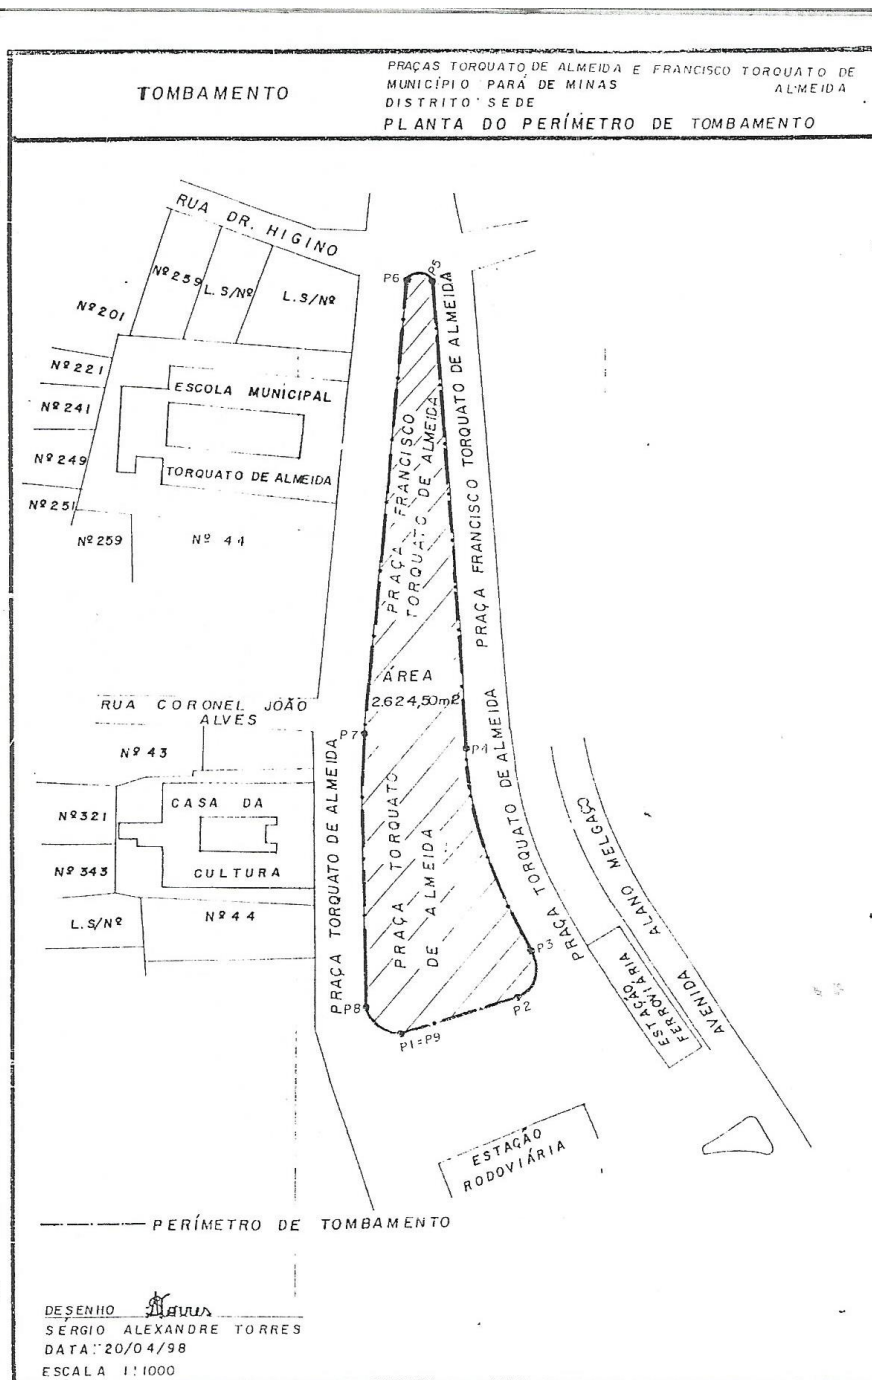 TOMBAMENTO
PRAÇAS TORQUATO DE ALMEIDA E FRANCISCO TORQUATO DE
ALMEIDA
MUNICÍPIO PARÁ DE MINAS
DISTRITO SEDE
PLANTA DO PERÍMETRO DE TOMBAMENTO
RUA DR. HIGINO
Nº 239
L. S/Nº
L. S/Nº
Nº 201
Nº 221
Nº 241
Nº 249
Nº 251
Nº 259
ESCOLA MUNICIPAL
TORQUATO DE ALMEIDA
Nº 44
P6
P5
PRAÇA FRANCISCO
TORQUATO DE ALMEIDA
PRAÇA FRANCISCO TORQUATO DE ALMEIDA
ÁREA
2.624,50m2
RUA CORONEL JOÃO
ALVES
P7
P4
Nº 43
Nº 321
CASA DA
CULTURA
Nº 343
L. S/Nº
Nº 44
PRAÇA TORQUATO DE ALMEIDA
PRAÇA TORQUATO
DE ALMEIDA
PRAÇA TORQUATO DE ALMEIDA
AVENIDA ALANO MELGAÇO
P3
P2
P8
P1=P9
ESTAÇÃO
FERROVIÁRIA
ESTAÇÃO
RODOVIÁRIA
PERÍMETRO DE TOMBAMENTO
DESENHO Torres
SÉRGIO ALEXANDRE TORRES
DATA: 20/04/98
ESCALA 1:1000